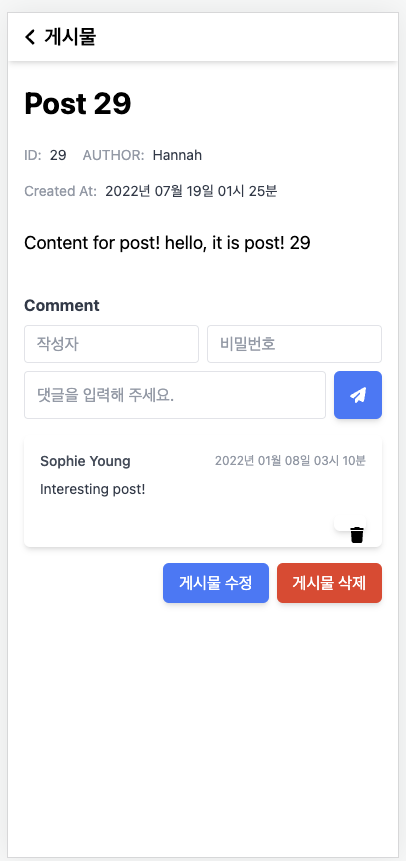 게시물
Post 29
ID: 29 AUTHOR: Hannah
Created At: 2022년 07월 19일 01시 25분
Content for post! hello, it is post! 29
Comment
작성자 비밀번호
댓글을 입력해 주세요.
Sophie Young 2022년 01월 08일 03시 10분
Interesting post!
게시물 수정 게시물 삭제